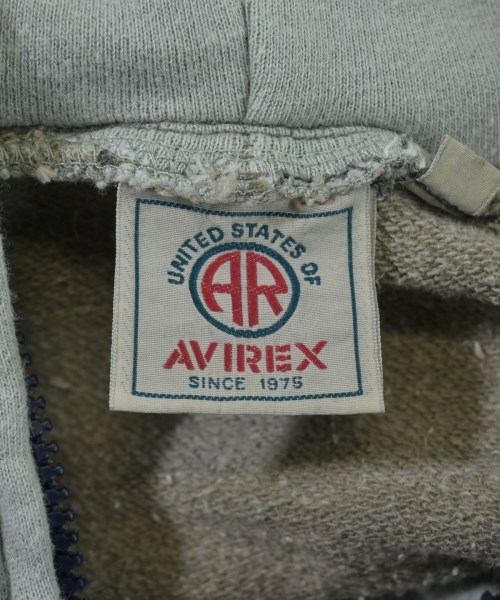 UNITED STATES OF
AR
AVIREX
SINCE 1975